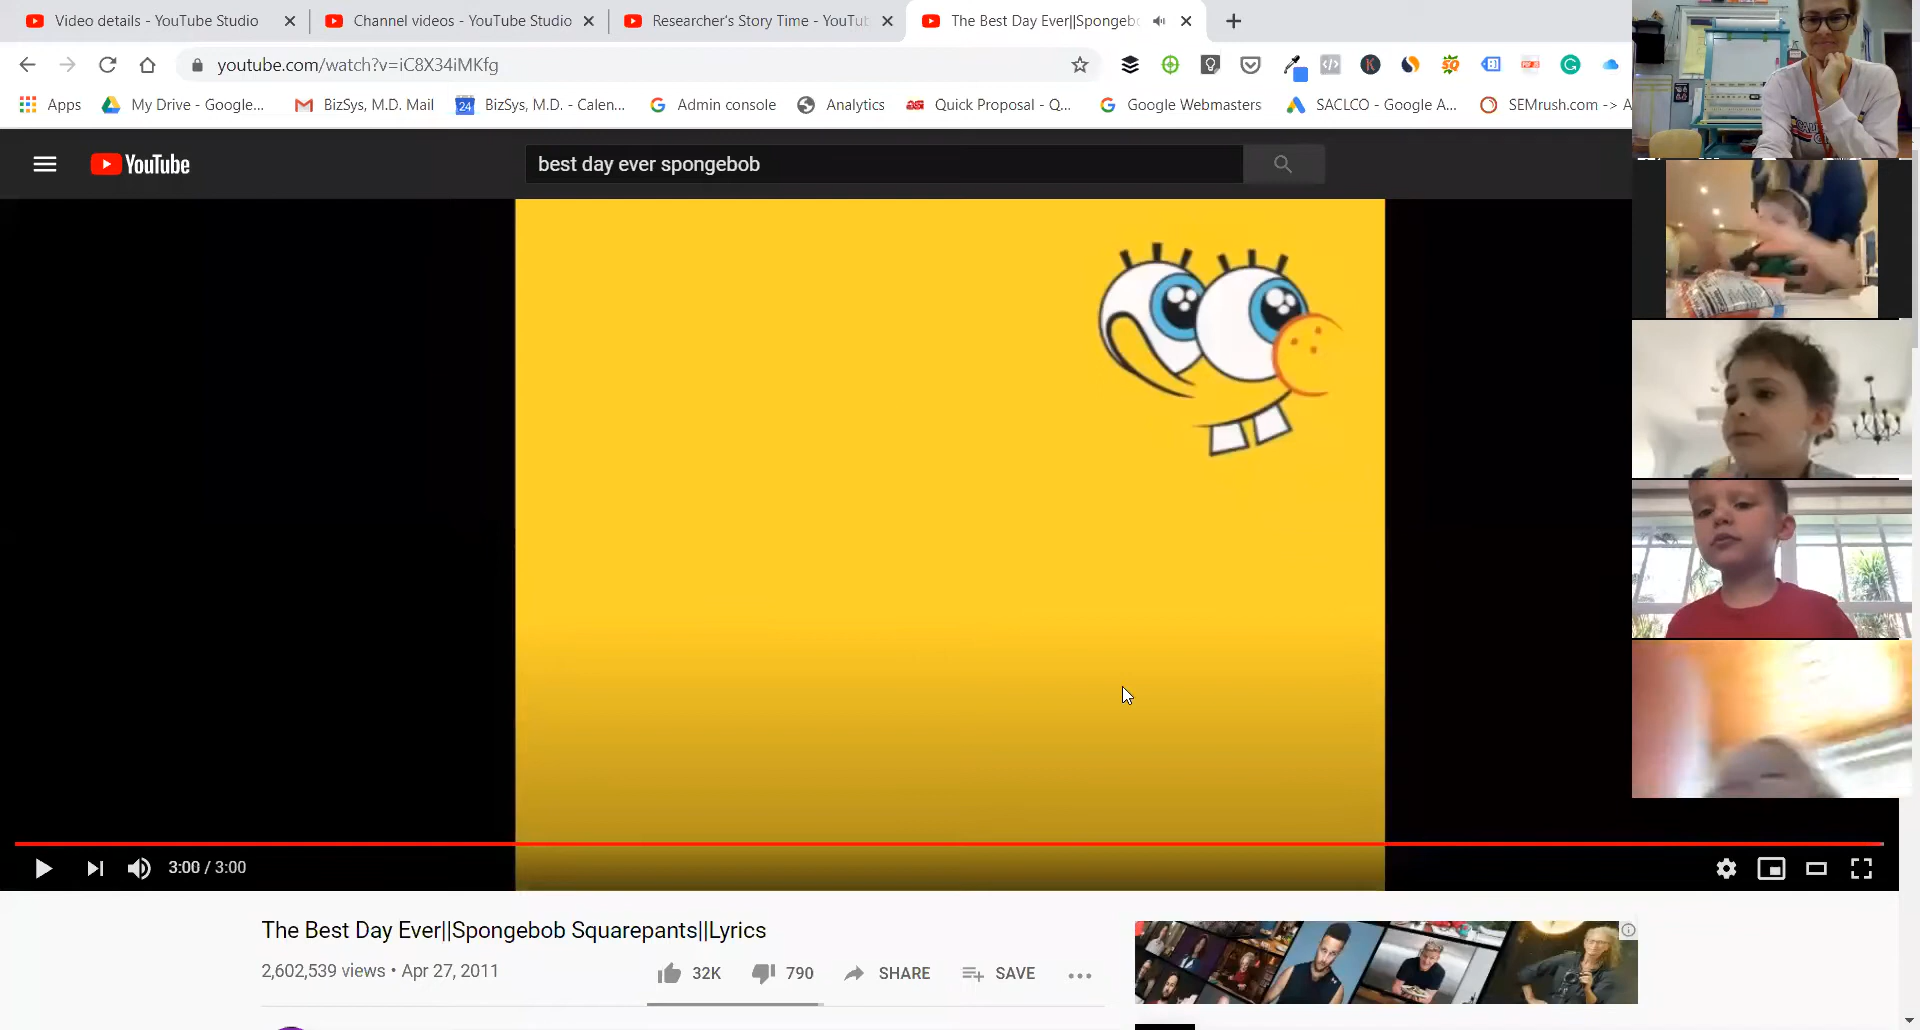 Video details - YouTube Studio
Channel videos - YouTube Studio
Researcher's Story Time - YouTu
The Best Day Ever||Spongeb
youtube.com/watch?v=iC8X34iMKfg
Apps
My Drive - Google...
BizSys, M.D. Mail
24
BizSys, M.D. - Calen...
Admin console
Analytics
Quick Proposal - Q...
Google Webmasters
SACLCO - Google A...
SEMrush.com -> A
YouTube
best day ever spongebob
3:00 / 3:00
The Best Day Ever||Spongebob Squarepants||Lyrics
2,602,539 views • Apr 27, 2011
32K
790
SHARE
SAVE